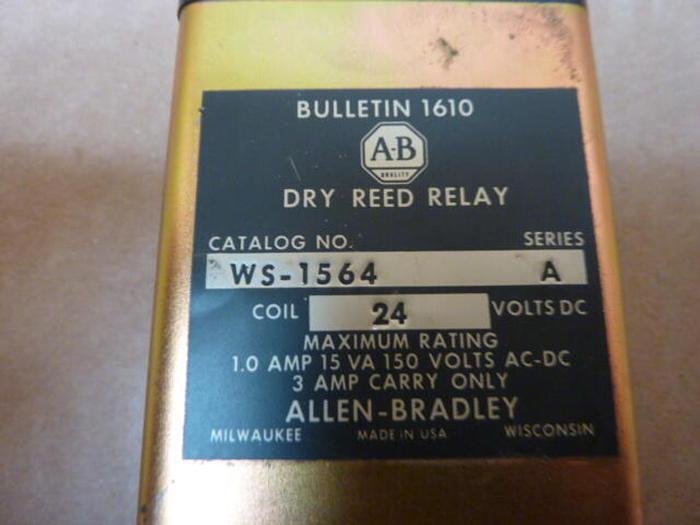 BULLETIN 1610
A-B
QUALITY
DRY REED RELAY
CATALOG NO. SERIES
WS-1564 A
COIL 24 VOLTS DC
MAXIMUM RATING
1.0 AMP 15 VA 150 VOLTS AC-DC
3 AMP CARRY ONLY
ALLEN-BRADLEY
MILWAUKEE MADE IN USA WISCONSIN